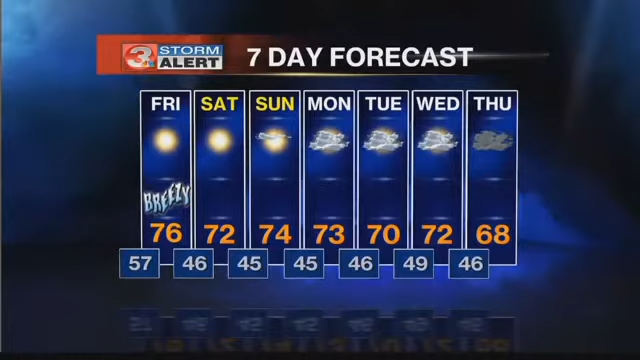 3 STORM ALERT 7 DAY FORECAST
FRI SAT SUN MON TUE WED THU
BREEZY
76 72 74 73 70 72 68
57 46 45 45 46 49 46